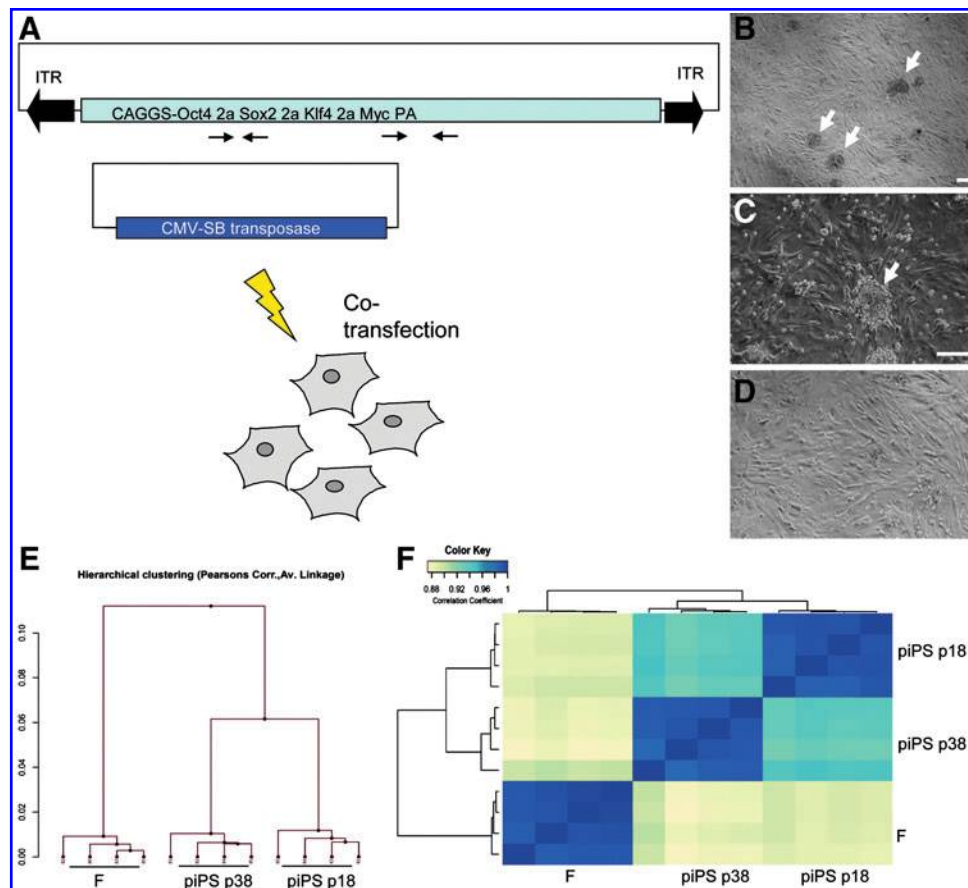 A
ITR
ITR
CAGGS-Oct4 2a Sox2 2a Klf4 2a Myc PA
CMV-SB transposase
Co-
transfection
B
C
D
E
Hierarchical clustering (Pearsons Corr.,Av. Linkage)
0.10
0.08
0.06
0.04
0.02
0.00
F
piPS p38
piPS p18
F
Color Key
0.88 0.92 0.96 1
Correlation Coefficient
piPS p18
piPS p38
F
F
piPS p38
piPS p18